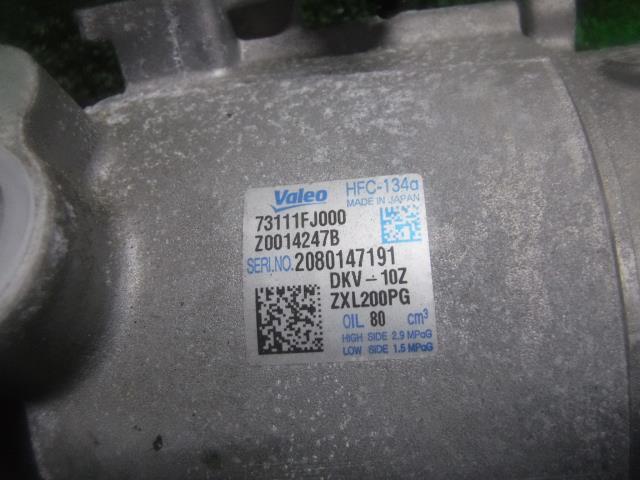 Valeo HFC-134a
MADE IN JAPAN
73111FJ000
Z0014247B
SERI.NO. 2080147191
DKV-10Z
ZXL200PG
OIL 80 cm³
HIGH SIDE 2.9 MPaG
LOW SIDE 1.5 MPaG